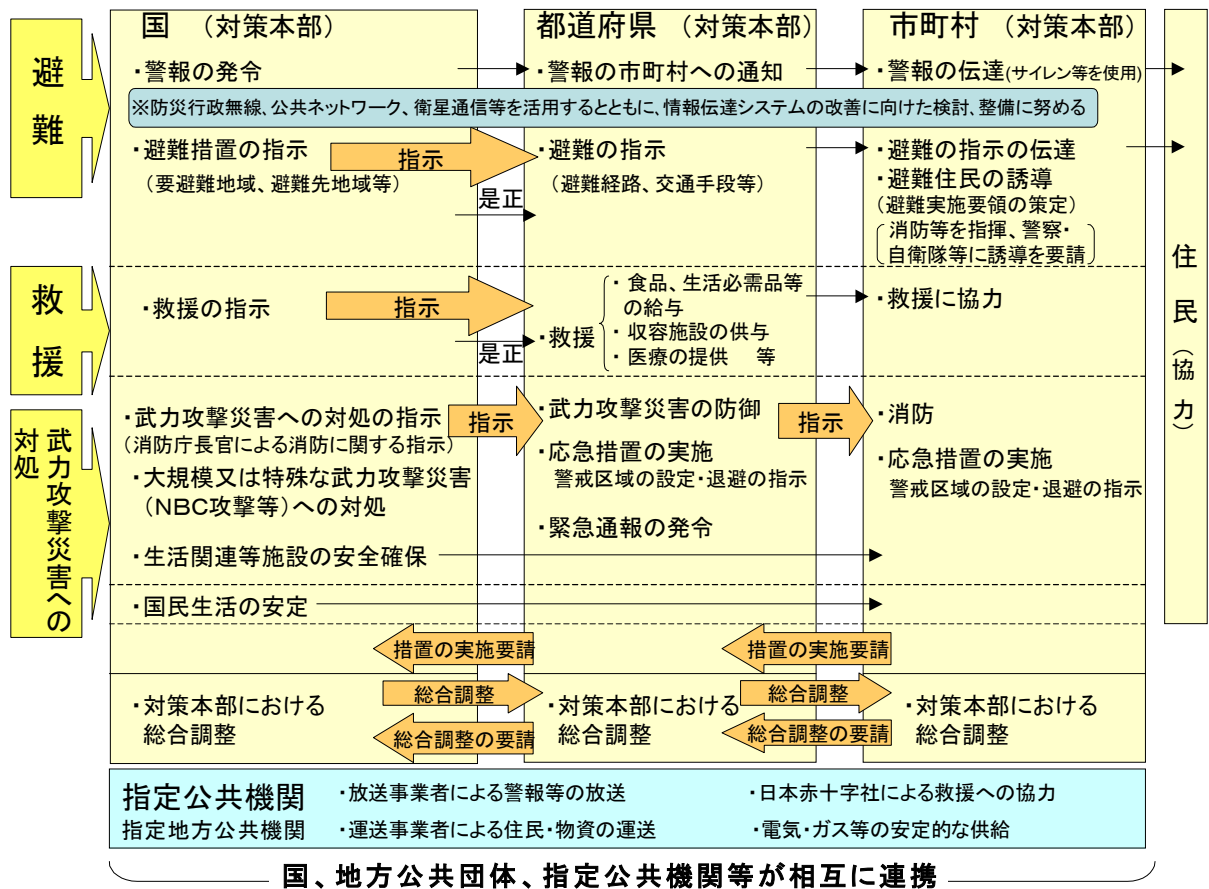 国 （対策本部）
都道府県（対策本部）
市町村 （対策本部）
避難
・警報の発令
・警報の市町村への通知
・警報の伝達(サイレン等を使用)
※防災行政無線、公共ネットワーク、衛星通信等を活用するとともに、情報伝達システムの改善に向けた検討、整備に努める
・避難措置の指示
（要避難地域、避難先地域等）
指示
是正
・避難の指示
（避難経路、交通手段等）
・避難の指示の伝達
・避難住民の誘導
（避難実施要領の策定）
消防等を指揮、警察・
自衛隊等に誘導を要請
救援
・救援の指示
指示
是正
・救援
・食品、生活必需品等
の給与
・収容施設の供与
・医療の提供 等
・救援に協力
住民（協力）
武力攻撃災害への
対処
・武力攻撃災害への対処の指示
（消防庁長官による消防に関する指示）
・大規模又は特殊な武力攻撃災害
（NBC攻撃等）への対処
・生活関連等施設の安全確保
指示
・武力攻撃災害の防御
・応急措置の実施
警戒区域の設定・退避の指示
・緊急通報の発令
指示
・消防
・応急措置の実施
警戒区域の設定・退避の指示
・国民生活の安定
措置の実施要請
措置の実施要請
・対策本部における
総合調整
総合調整
総合調整の要請
・対策本部における
総合調整
総合調整
総合調整の要請
・対策本部における
総合調整
指定公共機関
指定地方公共機関
・放送事業者による警報等の放送
・日本赤十字社による救援への協力
・運送事業者による住民・物資の運送
・電気・ガス等の安定的な供給
国、地方公共団体、指定公共機関等が相互に連携